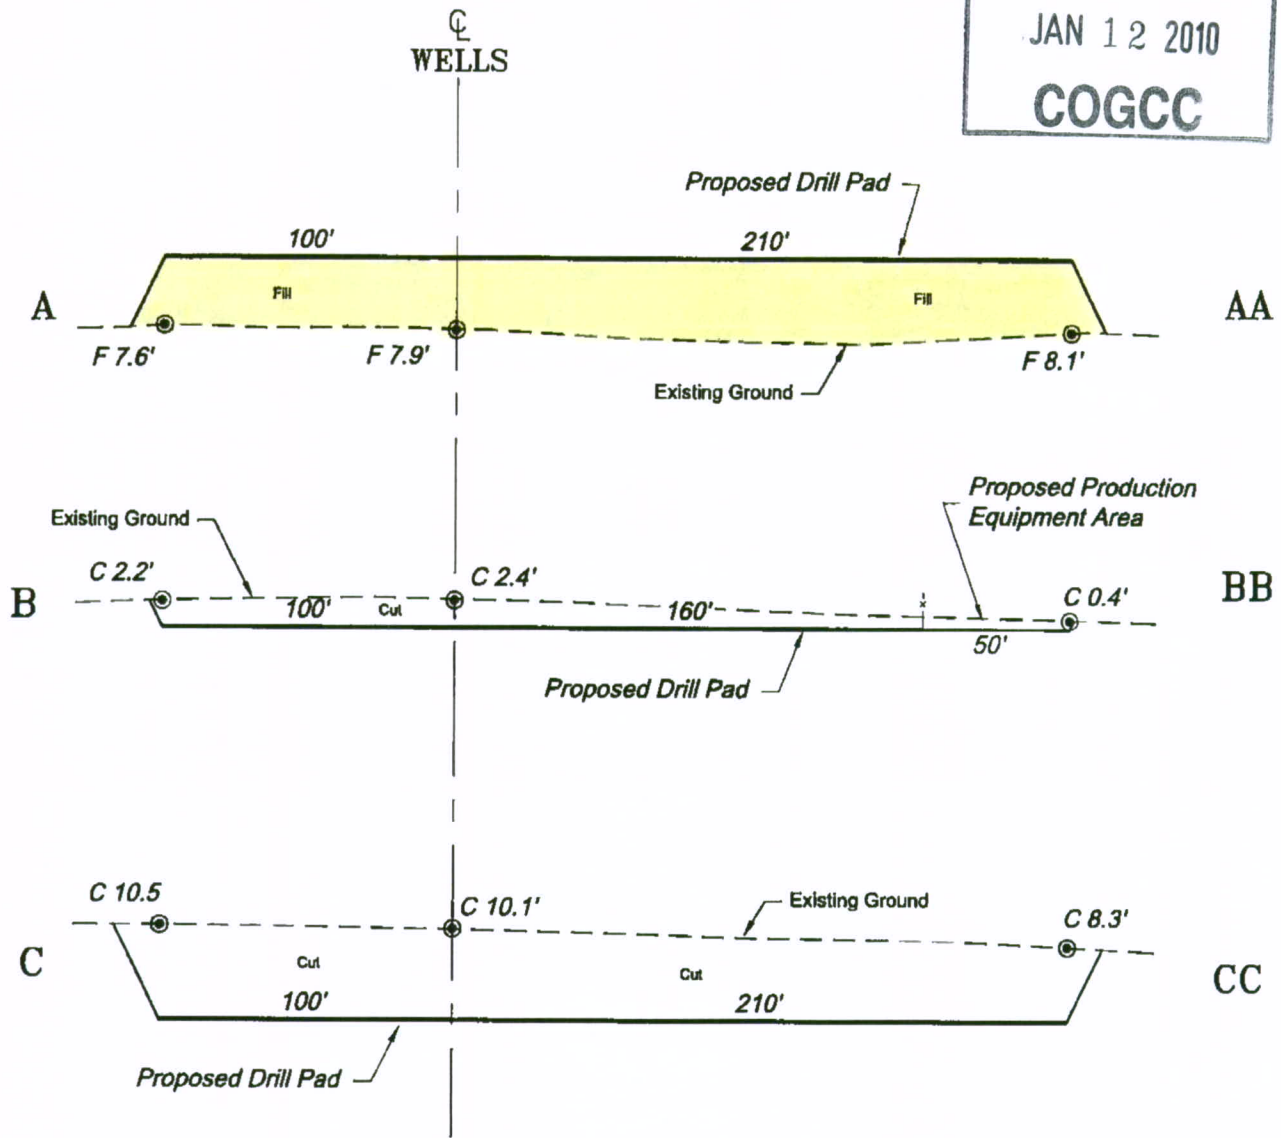 ℄
WELLS
JAN 12 2010
COGCC
Proposed Drill Pad
100'
210'
Fill
Fill
A
AA
F 7.6'
F 7.9'
F 8.1'
Existing Ground
Proposed Production
Equipment Area
Existing Ground
C 2.2'
C 2.4'
C 0.4'
B
BB
100'
Cut
160'
50'
Proposed Drill Pad
C 10.5
C 10.1'
Existing Ground
C 8.3'
C
CC
Cut
Cut
100'
210'
Proposed Drill Pad